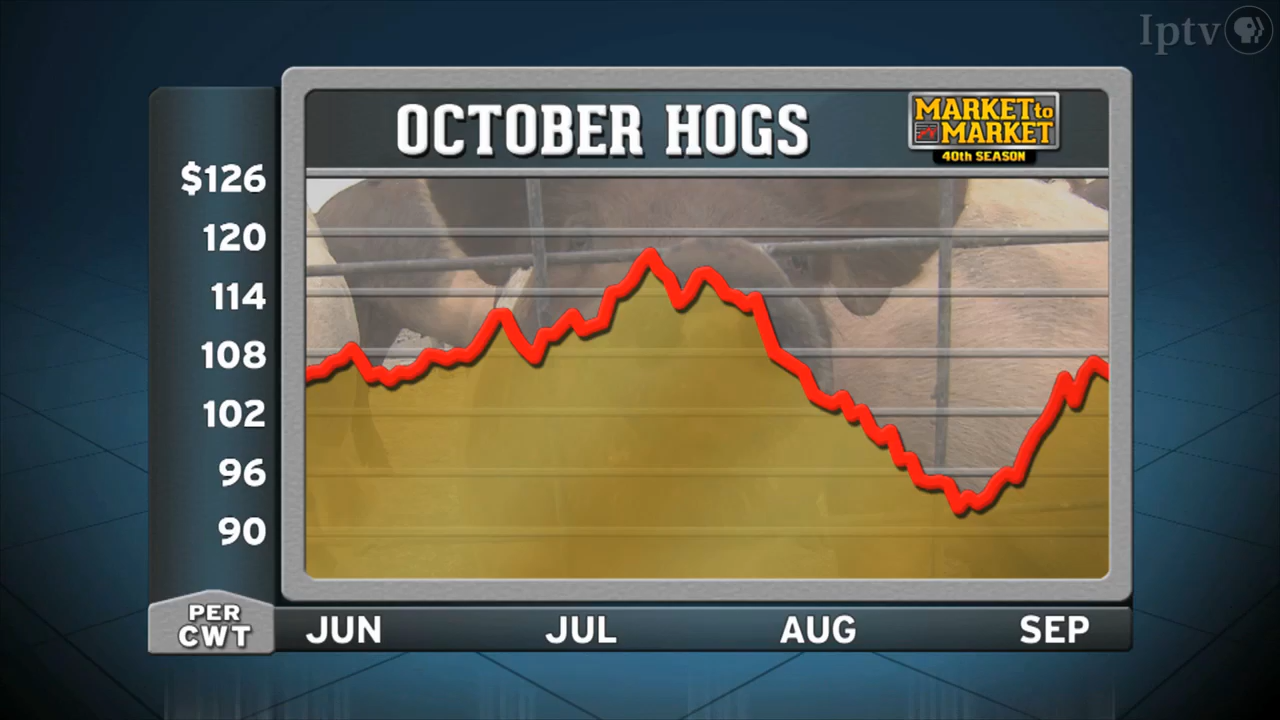 Iptv
OCTOBER HOGS
MARKET to
MARKET
40th SEASON
$126
120
114
108
102
96
90
PER
CWT
JUN JUL AUG SEP